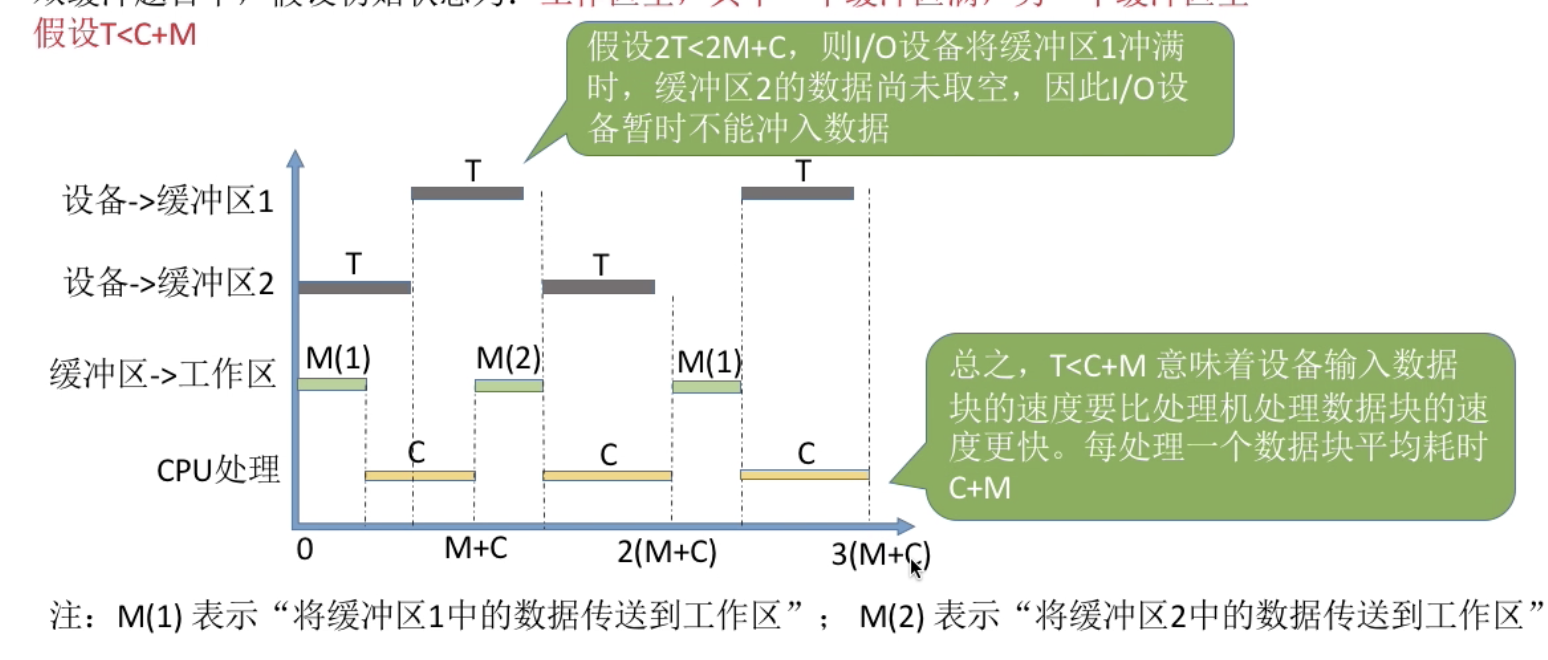 假设T<C+M
假设2T<2M+C，则I/O设备将缓冲区1冲满
时，缓冲区2的数据尚未取空，因此I/O设
备暂时不能冲入数据
T
T
设备->缓冲区1
T
T
设备->缓冲区2
M(1)
M(2)
M(1)
缓冲区->工作区
总之，T<C+M 意味着设备输入数据
块的速度要比处理机处理数据块的速
度更快。每处理一个数据块平均耗时
C+M
C
C
C
CPU处理
0
M+C
2(M+C)
3(M+C)
注：M(1) 表示“将缓冲区1中的数据传送到工作区”； M(2) 表示“将缓冲区2中的数据传送到工作区”